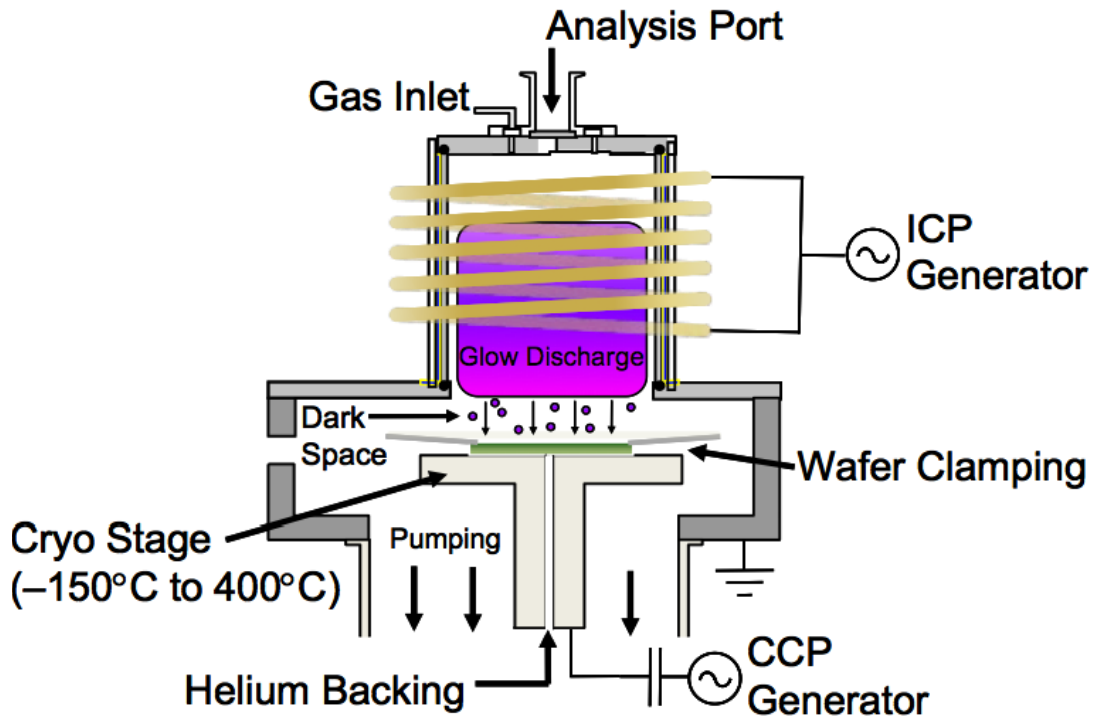 Analysis Port
Gas Inlet
ICP
Generator
Glow Discharge
Dark
Space
Wafer Clamping
Cryo Stage
(–150°C to 400°C)
Pumping
Helium Backing
CCP
Generator